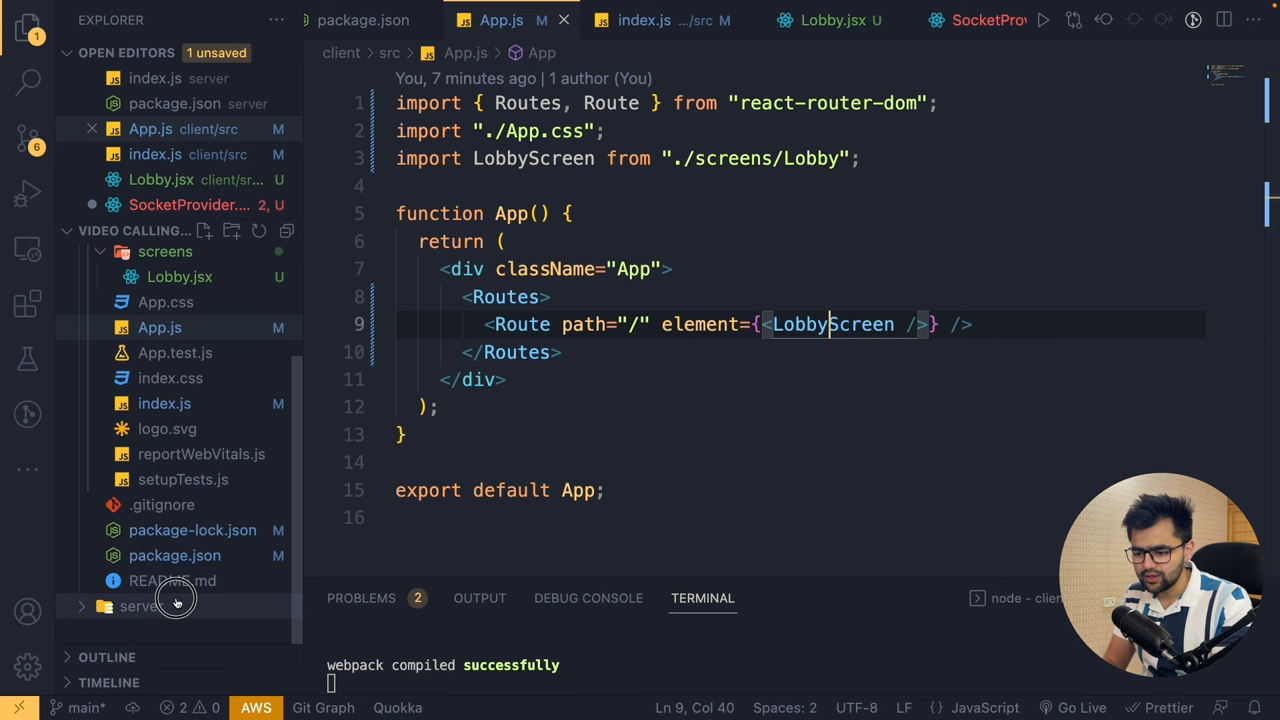 EXPLORER
OPEN EDITORS 1 unsaved
index.js server
package.json server
App.js client/src M
index.js client/src M
Lobby.jsx client/sr... U
SocketProvider.... 2, U
VIDEO CALLING...
screens
Lobby.jsx U
App.css
App.js M
App.test.js
index.css
index.js M
logo.svg
reportWebVitals.js
setupTests.js
.gitignore
package-lock.json M
package.json M
README.md
server
OUTLINE
TIMELINE
1
6
package.json
App.js M
index.js .../src M
Lobby.jsx U
SocketProv
client > src > App.js > App
You, 7 minutes ago | 1 author (You)
1 import { Routes, Route } from "react-router-dom";
2 import "./App.css";
3 import LobbyScreen from "./screens/Lobby";
4
5 function App() {
6 return (
7 <div className="App">
8 <Routes>
9 <Route path="/" element={<LobbyScreen />} />
10 </Routes>
11 </div>
12 );
13 }
14
15 export default App;
16
PROBLEMS 2 OUTPUT DEBUG CONSOLE TERMINAL node - clien
webpack compiled successfully
main* 2 0 AWS Git Graph Quokka Ln 9, Col 40 Spaces: 2 UTF-8 LF {} JavaScript Go Live Prettier